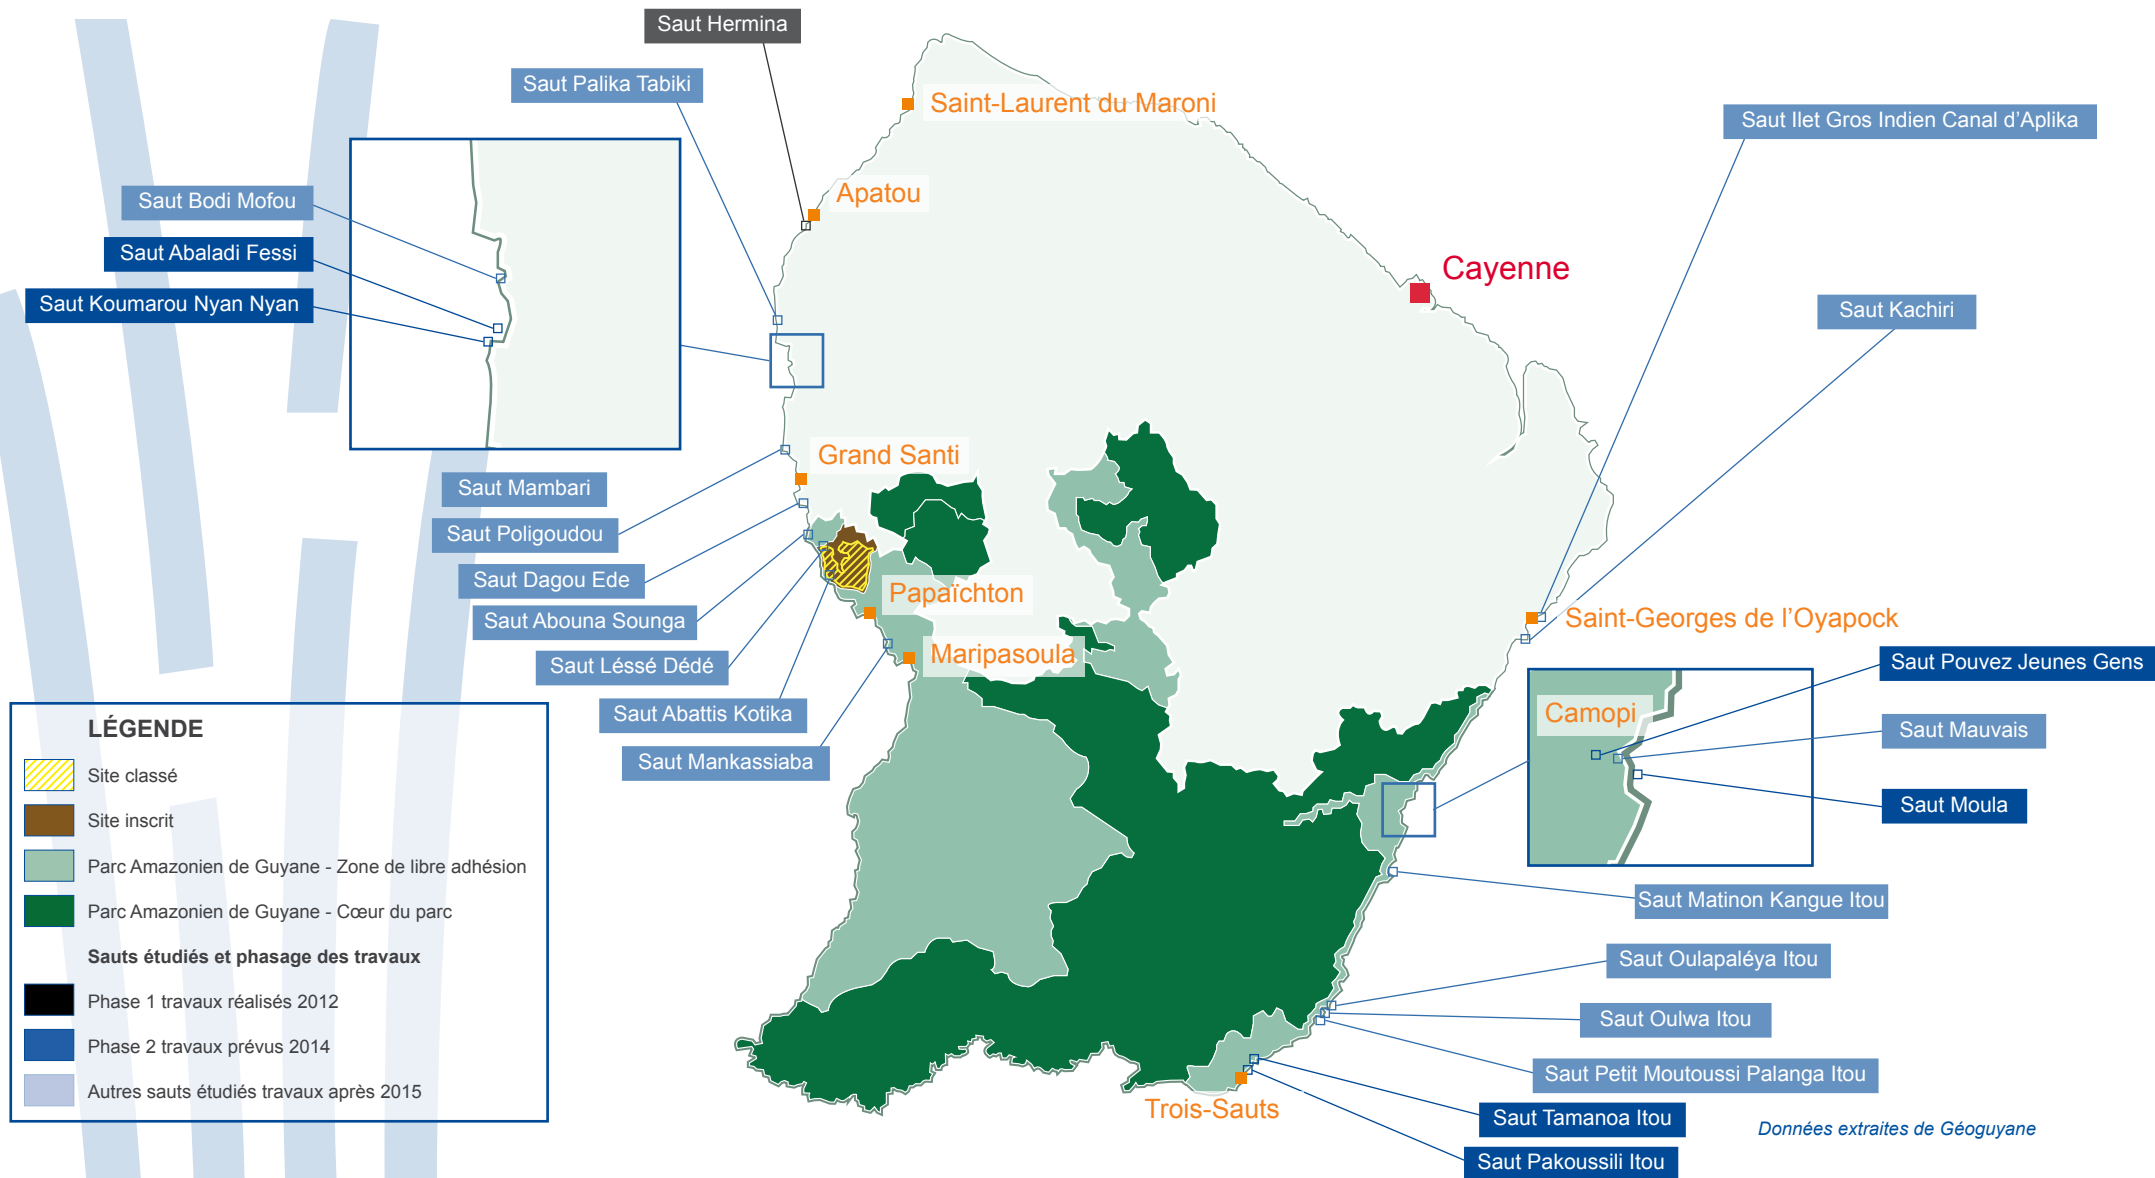 Saut Hermina
Saut Palika Tabiki
Saint-Laurent du Maroni
Saut Ilet Gros Indien Canal d'Aplika
Apatou
Saut Bodi Mofou
Saut Abaladi Fessi
Saut Koumarou Nyan Nyan
Cayenne
Saut Kachiri
Grand Santi
Saut Mambari
Saut Poligoudou
Saut Dagou Ede
Papaïchton
Saut Abouna Sounga
Saint-Georges de l'Oyapock
Maripasoula
Saut Léssé Dédé
Saut Pouvez Jeunes Gens
Saut Abattis Kotika
Camopi
Saut Mauvais
Saut Mankassiaba
Saut Moula
LÉGENDE
Site classé
Site inscrit
Parc Amazonien de Guyane - Zone de libre adhésion
Parc Amazonien de Guyane - Cœur du parc
Sauts étudiés et phasage des travaux
Phase 1 travaux réalisés 2012
Phase 2 travaux prévus 2014
Autres sauts étudiés travaux après 2015
Saut Matinon Kangue Itou
Saut Oulapaléya Itou
Saut Oulwa Itou
Saut Petit Moutoussi Palanga Itou
Trois-Sauts
Saut Tamanoa Itou
Données extraites de Géoguyane
Saut Pakoussili Itou